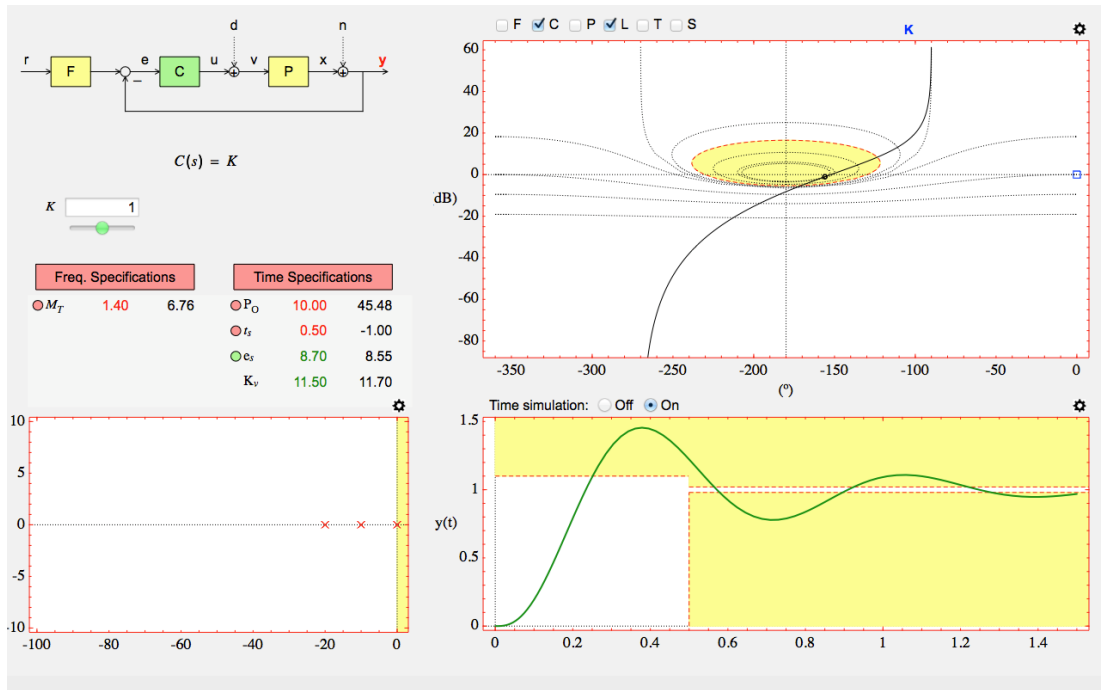 d n
r F e C u v P x y
C(s) = K
K 1
Freq. Specifications
M_T 1.40 6.76
Time Specifications
P_O 10.00 45.48
t_s 0.50 -1.00
e_s 8.70 8.55
K_v 11.50 11.70
F C P L T S
K
60
40
20
0
dB)
-20
-40
-60
-80
-350 -300 -250 -200 -150 -100 -50 0
(º)
10
5
0
-5
-10
-100 -80 -60 -40 -20 0
Time simulation: Off On
1.5
1
y(t)
0.5
0
0 0.2 0.4 0.6 0.8 1 1.2 1.4